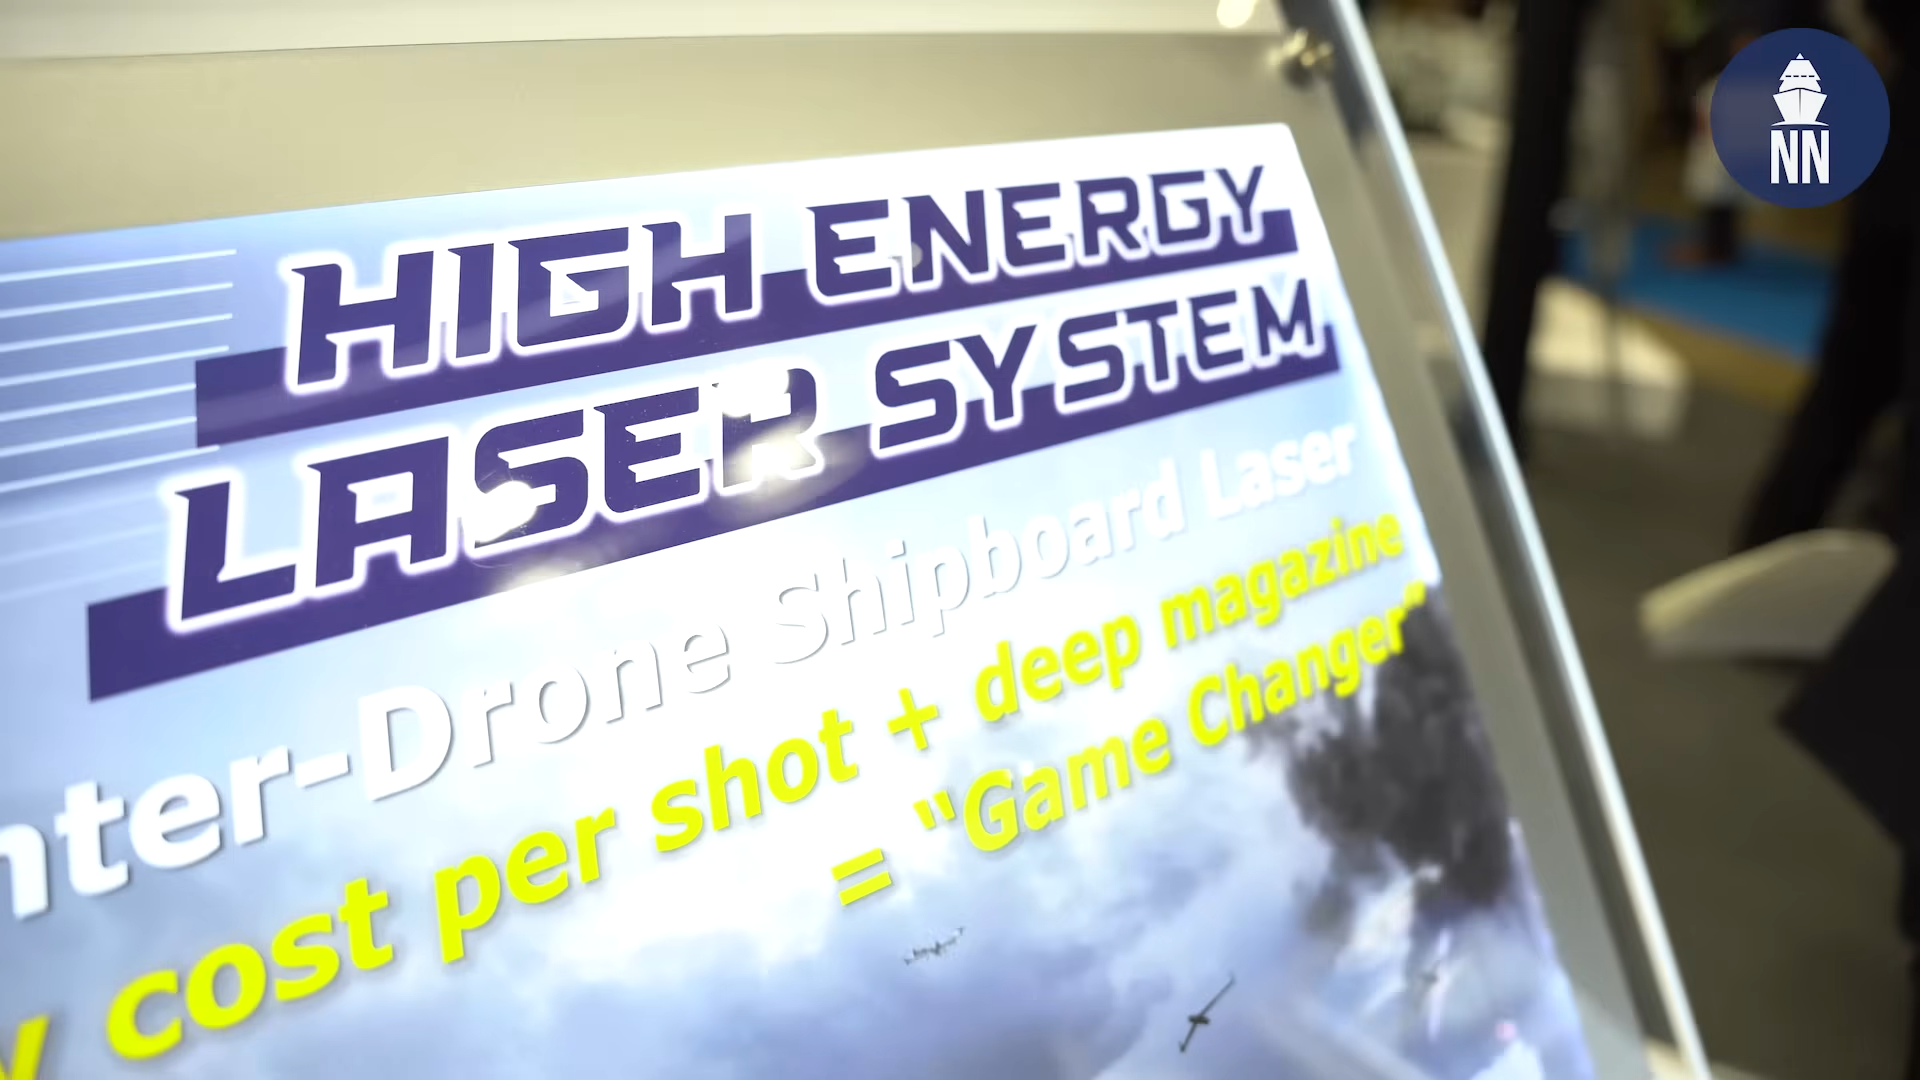 HIGH ENERGY
LASER SYSTEM
nter-Drone Shipboard Laser
y cost per shot + deep magazine
= “Game Changer“
NN